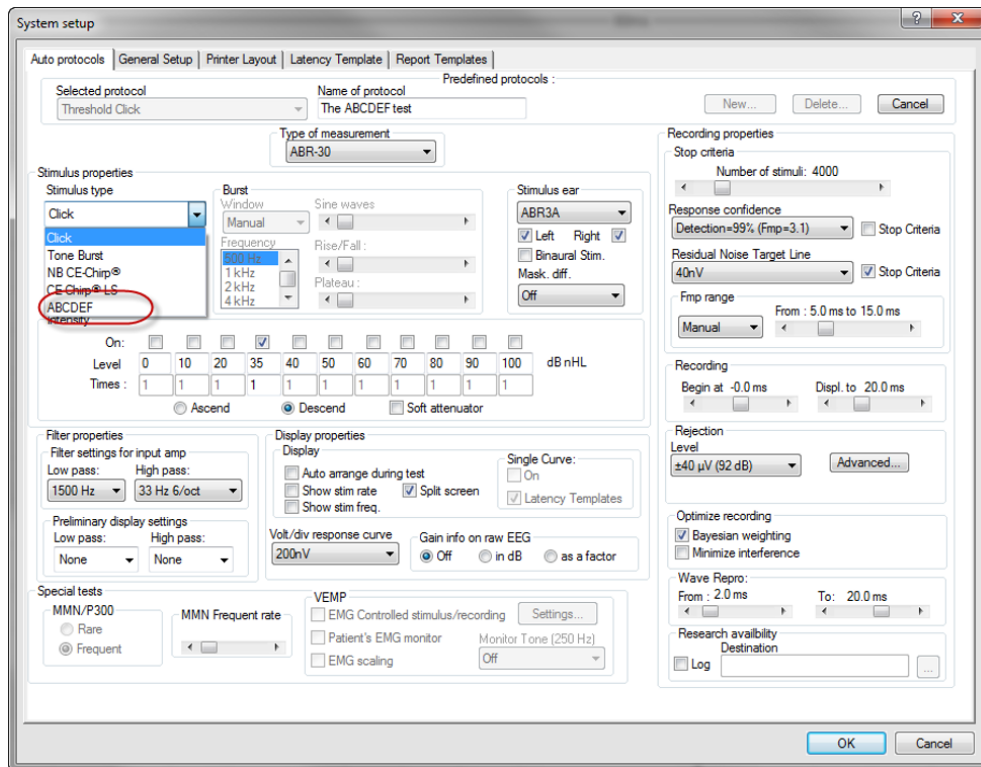 System setup
Auto protocols General Setup Printer Layout Latency Template Report Templates
Predefined protocols :
Selected protocol
Threshold Click
Name of protocol
The ABCDEF test
New... Delete... Cancel
Type of measurement
ABR-30
Stimulus properties
Stimulus type
Click
Click
Tone Burst
NB CE-Chirp®
CE-Chirp® LS
ABCDEF
Burst
Window
Manual
Sine waves
Frequency
500 Hz
1 kHz
2 kHz
4 kHz
Rise/Fall :
Plateau :
Stimulus ear
ABR3A
Left Right
Binaural Stim.
Mask. diff.
Off
Intensity
On:
Level 0 10 20 35 40 50 60 70 80 90 100 dB nHL
Times : 1 1 1 1 1 1 1 1 1 1 1
Ascend Descend Soft attenuator
Filter properties
Filter settings for input amp
Low pass: High pass:
1500 Hz 33 Hz 6/oct
Preliminary display settings
Low pass: High pass:
None None
Display properties
Display
Auto arrange during test
Show stim rate Split screen
Show stim freq.
Single Curve:
On
Latency Templates
Volt/div response curve
200nV
Gain info on raw EEG
Off in dB as a factor
Special tests
MMN/P300
Rare
Frequent
MMN Frequent rate
VEMP
EMG Controlled stimulus/recording Settings...
Patient's EMG monitor
EMG scaling
Monitor Tone (250 Hz)
Off
Recording properties
Stop criteria
Number of stimuli: 4000
Response confidence
Detection=99% (Fmp=3.1) Stop Criteria
Residual Noise Target Line
40nV Stop Criteria
Fmp range
From : 5.0 ms to 15.0 ms
Manual
Recording
Begin at -0.0 ms Displ. to 20.0 ms
Rejection
Level
±40 µV (92 dB) Advanced...
Optimize recording
Bayesian weighting
Minimize interference
Wave Repro:
From : 2.0 ms To: 20.0 ms
Research availbility
Destination
Log ...
OK Cancel